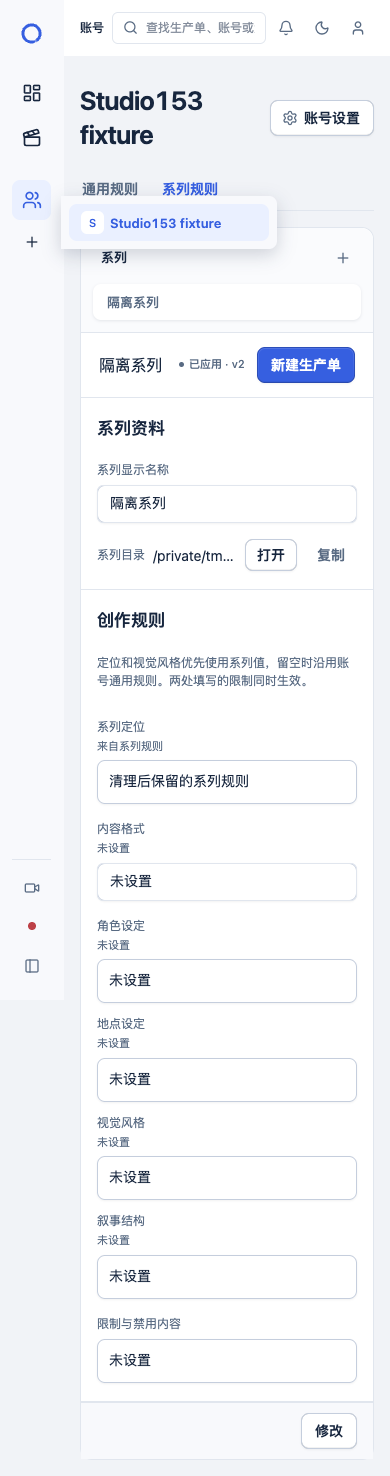 账号
查找生产单、账号或
Studio153
fixture
账号设置
通用规则
系列规则
S
Studio153 fixture
系列
隔离系列
隔离系列
已应用 · v2
新建生产单
系列资料
系列显示名称
隔离系列
系列目录
/private/tm...
打开
复制
创作规则
定位和视觉风格优先使用系列值，留空时沿用账
号通用规则。两处填写的限制同时生效。
系列定位
来自系列规则
清理后保留的系列规则
内容格式
未设置
未设置
角色设定
未设置
未设置
地点设定
未设置
未设置
视觉风格
未设置
未设置
叙事结构
未设置
未设置
限制与禁用内容
未设置
修改